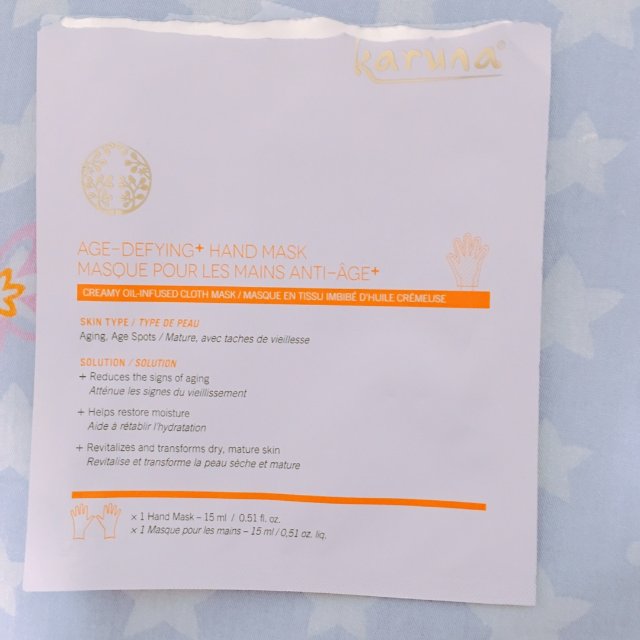 karuna®
AGE-DEFYING+ HAND MASK
MASQUE POUR LES MAINS ANTI-ÂGE+
CREAMY OIL-INFUSED CLOTH MASK / MASQUE EN TISSU IMBIBÉ D'HUILE CRÉMEUSE
SKIN TYPE / TYPE DE PEAU
Aging, Age Spots / Mature, avec taches de vieillesse
SOLUTION / SOLUTION
+ Reduces the signs of aging
Atténue les signes du vieillissement
+ Helps restore moisture
Aide à rétablir l'hydratation
+ Revitalizes and transforms dry, mature skin
Revitalise et transforme la peau sèche et mature
x 1 Hand Mask – 15 ml / 0.51 fl. oz.
x 1 Masque pour les mains – 15 ml / 0,51 oz. liq.